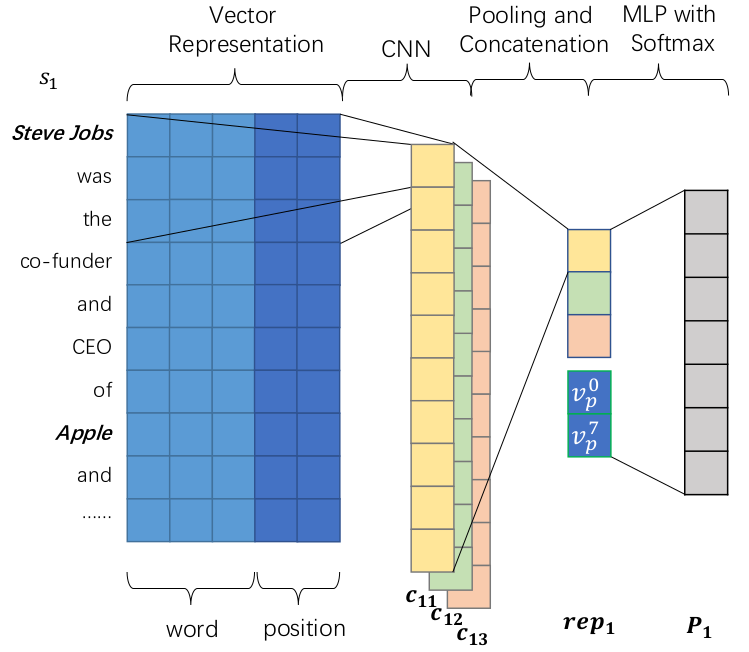 Vector
Representation
CNN
Pooling and
Concatenation
MLP with
Softmax
s₁
Steve Jobs
was
the
co-funder
and
CEO
of
Apple
and
......
word
position
c₁₁
c₁₂
c₁₃
v_p^0
v_p^7
rep₁
P₁